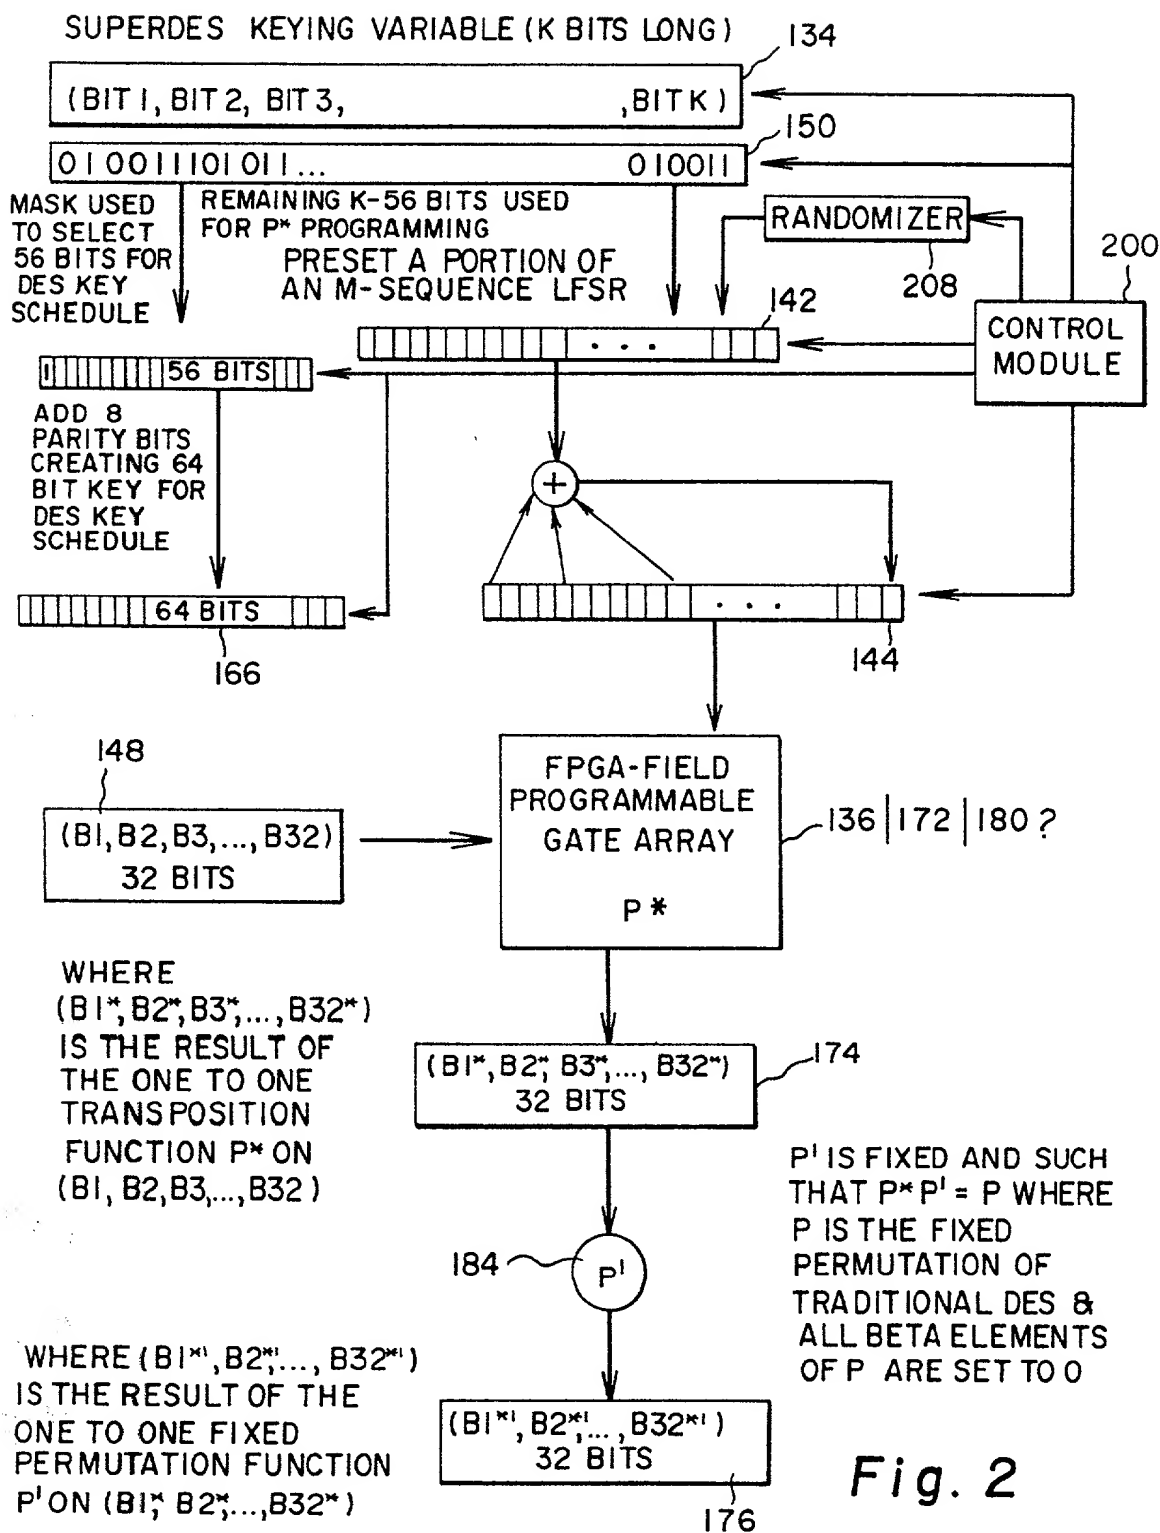 SUPERDES KEYING VARIABLE (K BITS LONG)
134
(BIT 1, BIT 2, BIT 3, , BIT K)
150
010011101011... 010011
MASK USED
TO SELECT
56 BITS FOR
DES KEY
SCHEDULE
REMAINING K-56 BITS USED
FOR P* PROGRAMMING
PRESET A PORTION OF
AN M-SEQUENCE LFSR
RANDOMIZER
208
200
142
CONTROL
MODULE
. . .
1 56 BITS
ADD 8
PARITY BITS
CREATING 64
BIT KEY FOR
DES KEY
SCHEDULE
+
64 BITS
166
. . .
144
148
(B1, B2, B3, ..., B32)
32 BITS
FPGA-FIELD
PROGRAMMABLE
GATE ARRAY
P*
136|172|180?
WHERE
(B1*, B2*, B3*, ..., B32*)
IS THE RESULT OF
THE ONE TO ONE
TRANSPOSITION
FUNCTION P* ON
(B1, B2, B3, ..., B32)
(B1*, B2*, B3*, ..., B32*)
32 BITS
174
184
P'
P' IS FIXED AND SUCH
THAT P* P' = P WHERE
P IS THE FIXED
PERMUTATION OF
TRADITIONAL DES &
ALL BETA ELEMENTS
OF P ARE SET TO 0
WHERE (B1*', B2*', ..., B32*')
IS THE RESULT OF THE
ONE TO ONE FIXED
PERMUTATION FUNCTION
P' ON (B1*, B2*, ..., B32*)
(B1*', B2*', ..., B32*')
32 BITS
176
Fig. 2